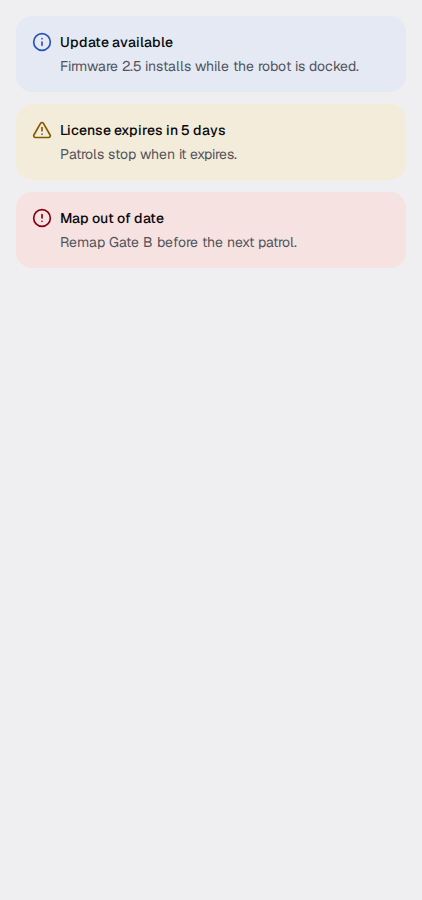 Update available
Firmware 2.5 installs while the robot is docked.
License expires in 5 days
Patrols stop when it expires.
Map out of date
Remap Gate B before the next patrol.